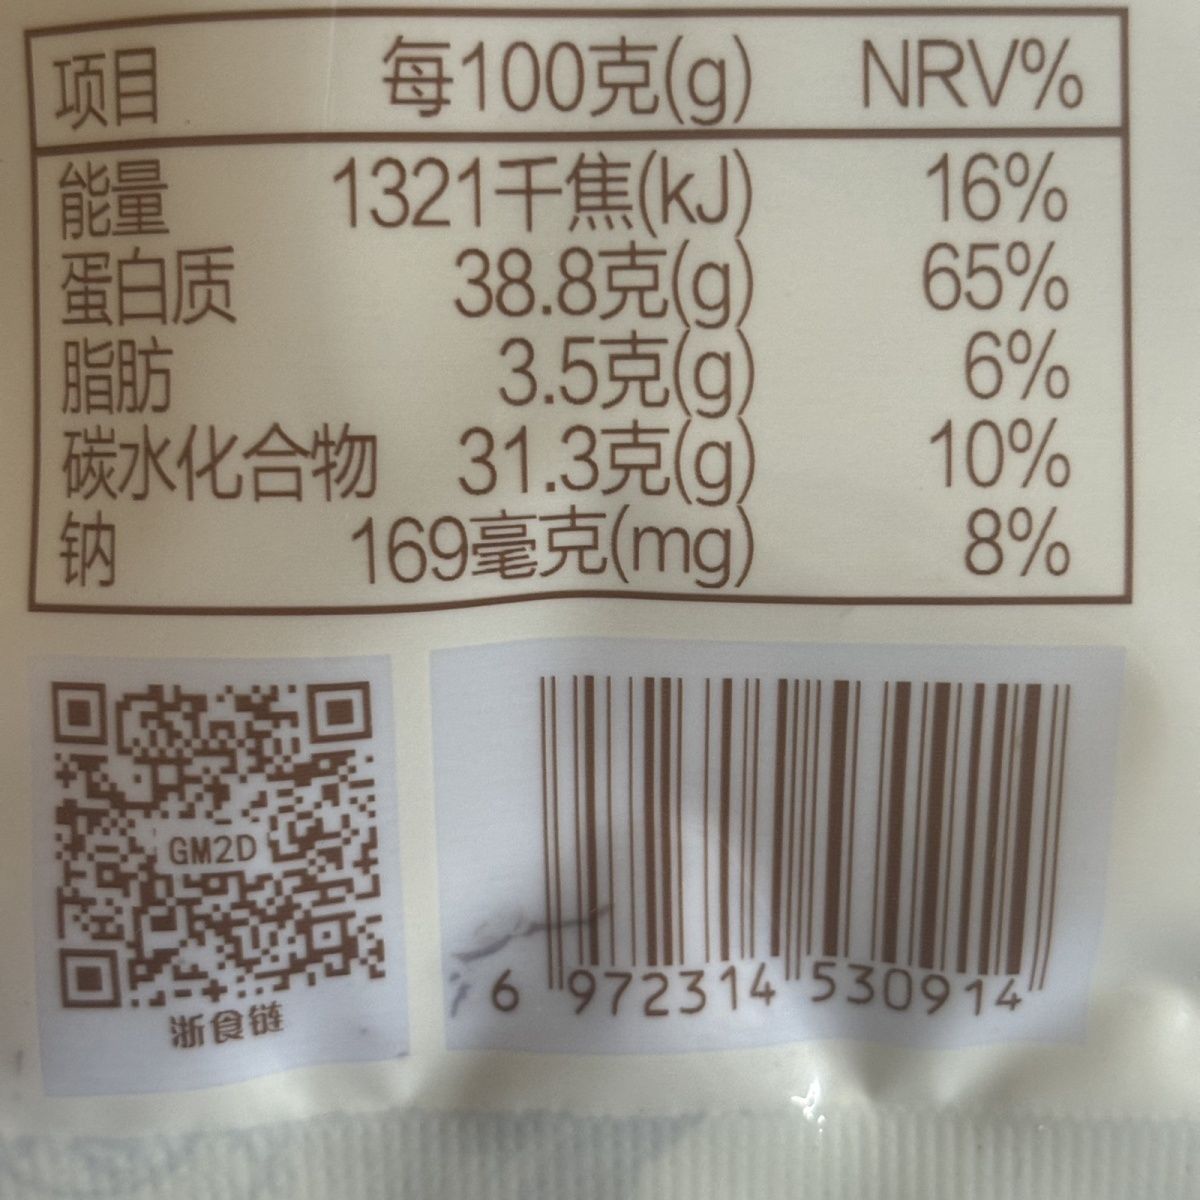 项目 每100克(g) NRV%
能量 1321千焦(kJ) 16%
蛋白质 38.8克(g) 65%
脂肪 3.5克(g) 6%
碳水化合物 31.3克(g) 10%
钠 169毫克(mg) 8%
GM2D
浙食链
6 972314 530914